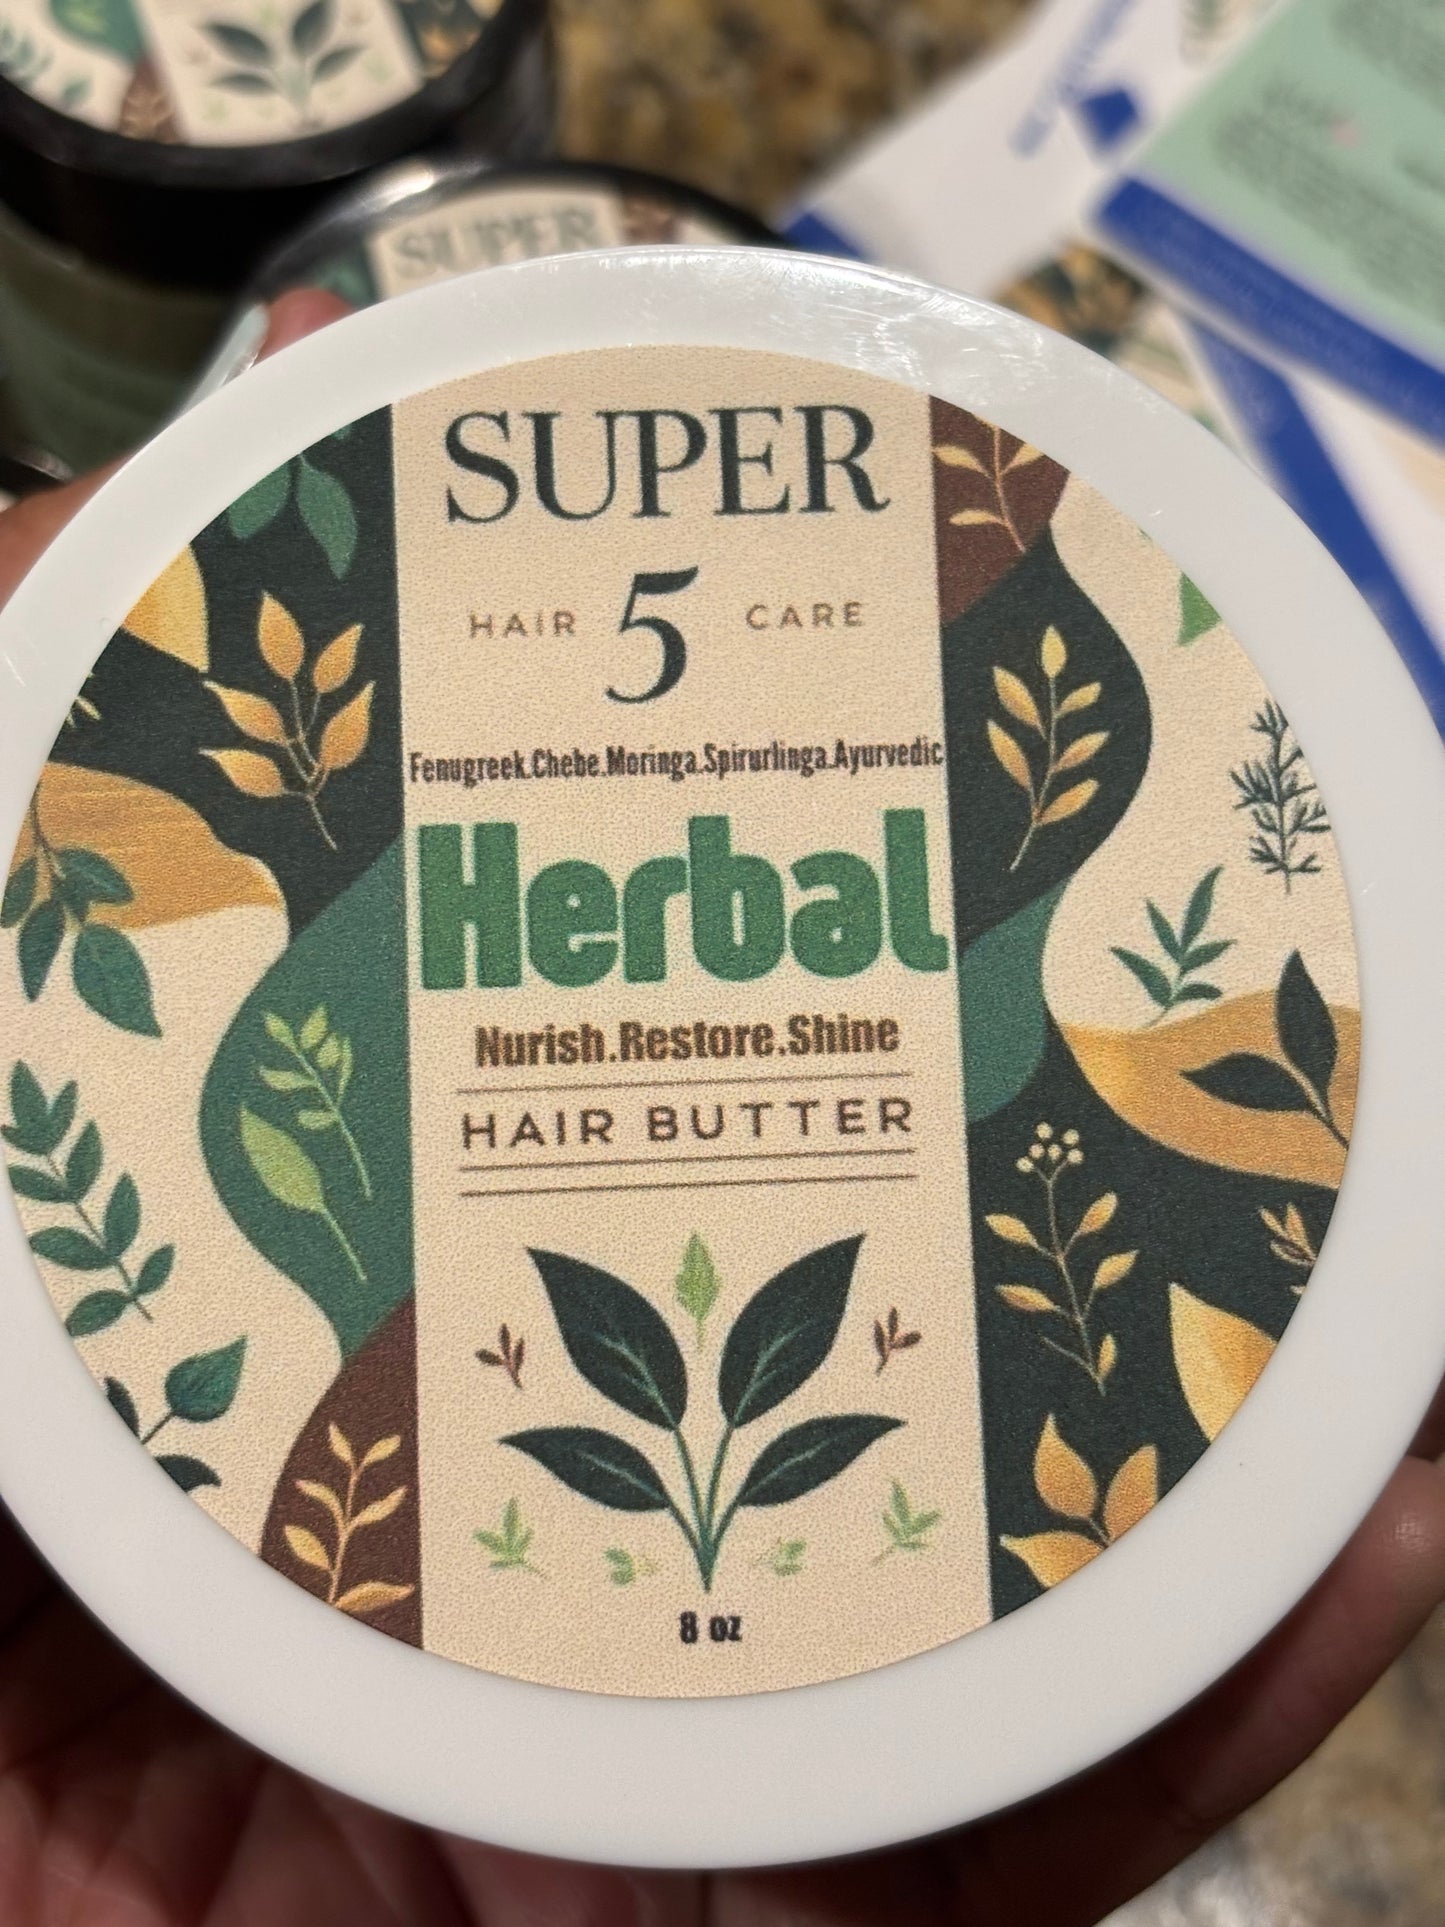 SUPER
SUPER
HAIR 5 CARE
Fenugreek.Chebe.Moringa.Spirurlinga.Ayurvedic
Herbal
Nurish.Restore.Shine
HAIR BUTTER
8 oz